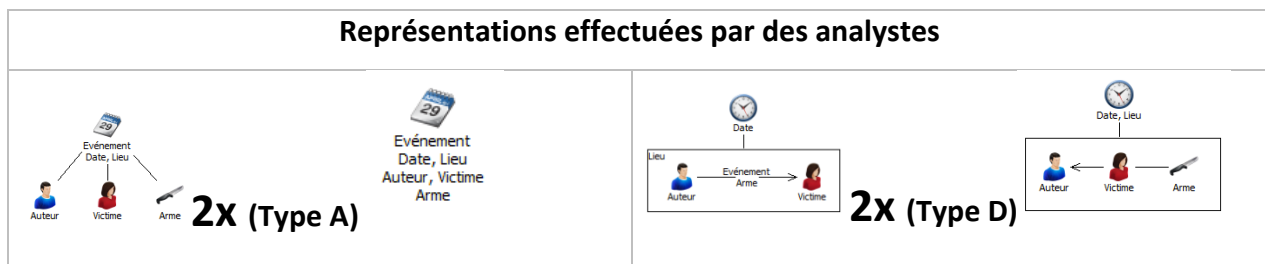 Représentations effectuées par des analystes
29
Evénement
Date, Lieu
Auteur
Victime
Arme
2x (Type A)
29
Evénement
Date, Lieu
Auteur, Victime
Arme
Date
Lieu
Evénement
Arme
Auteur
Victime
2x (Type D)
Date, Lieu
Auteur
Victime
Arme